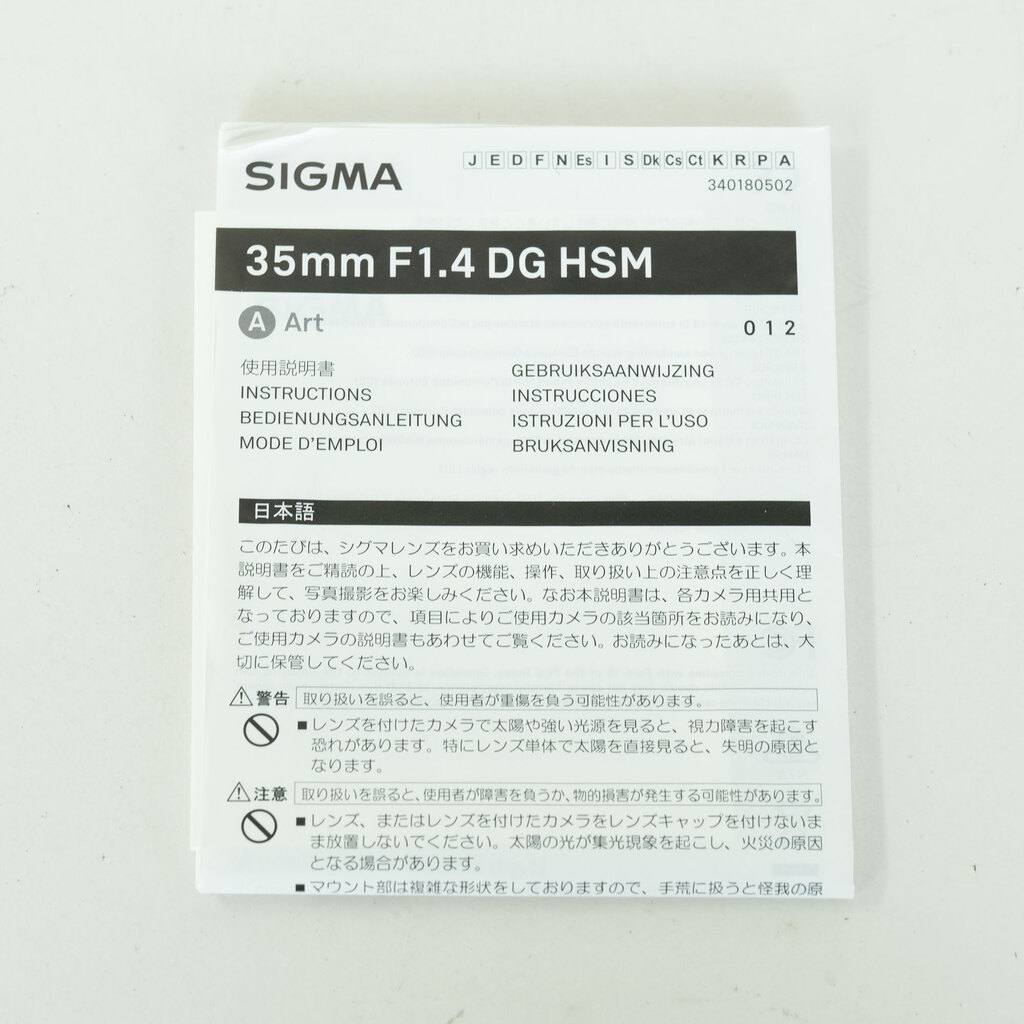 SIGMA
J E D F N Es I S Dk Cs Ct K R P A
340180502
35mm F1.4 DG HSM
A Art
012
使用説明書
INSTRUCTIONS
BEDIENUNGSANLEITUNG
MODE D'EMPLOI
GEBRUIKSAANWIJZING
INSTRUCCIONES
ISTRUZIONI PER L'USO
BRUKSANVISNING
日本語
このたびは、シグマレンズをお買い求めいただきありがとうございます。本
説明書をご精読の上、レンズの機能、操作、取り扱い上の注意点を正しく理
解して、写真撮影をお楽しみください。なお本説明書は、各カメラ用共用と
なっておりますので、項目によりご使用カメラの該当箇所をお読みになり、
ご使用カメラの説明書もあわせてご覧ください。お読みになったあとは、大
切に保管してください。
警告 取り扱いを誤ると、使用者が重傷を負う可能性があります。
■レンズを付けたカメラで太陽や強い光源を見ると、視力障害を起こす
恐れがあります。特にレンズ単体で太陽を直接見ると、失明の原因と
なります。
注意 取り扱いを誤ると、使用者が障害を負うか、物的損害が発生する可能性があります。
■レンズ、またはレンズを付けたカメラをレンズキャップを付けないま
ま放置しないでください。太陽の光が集光現象を起こし、火災の原因
となる場合があります。
■マウント部は複雑な形状をしておりますので、手荒に扱うと怪我の原